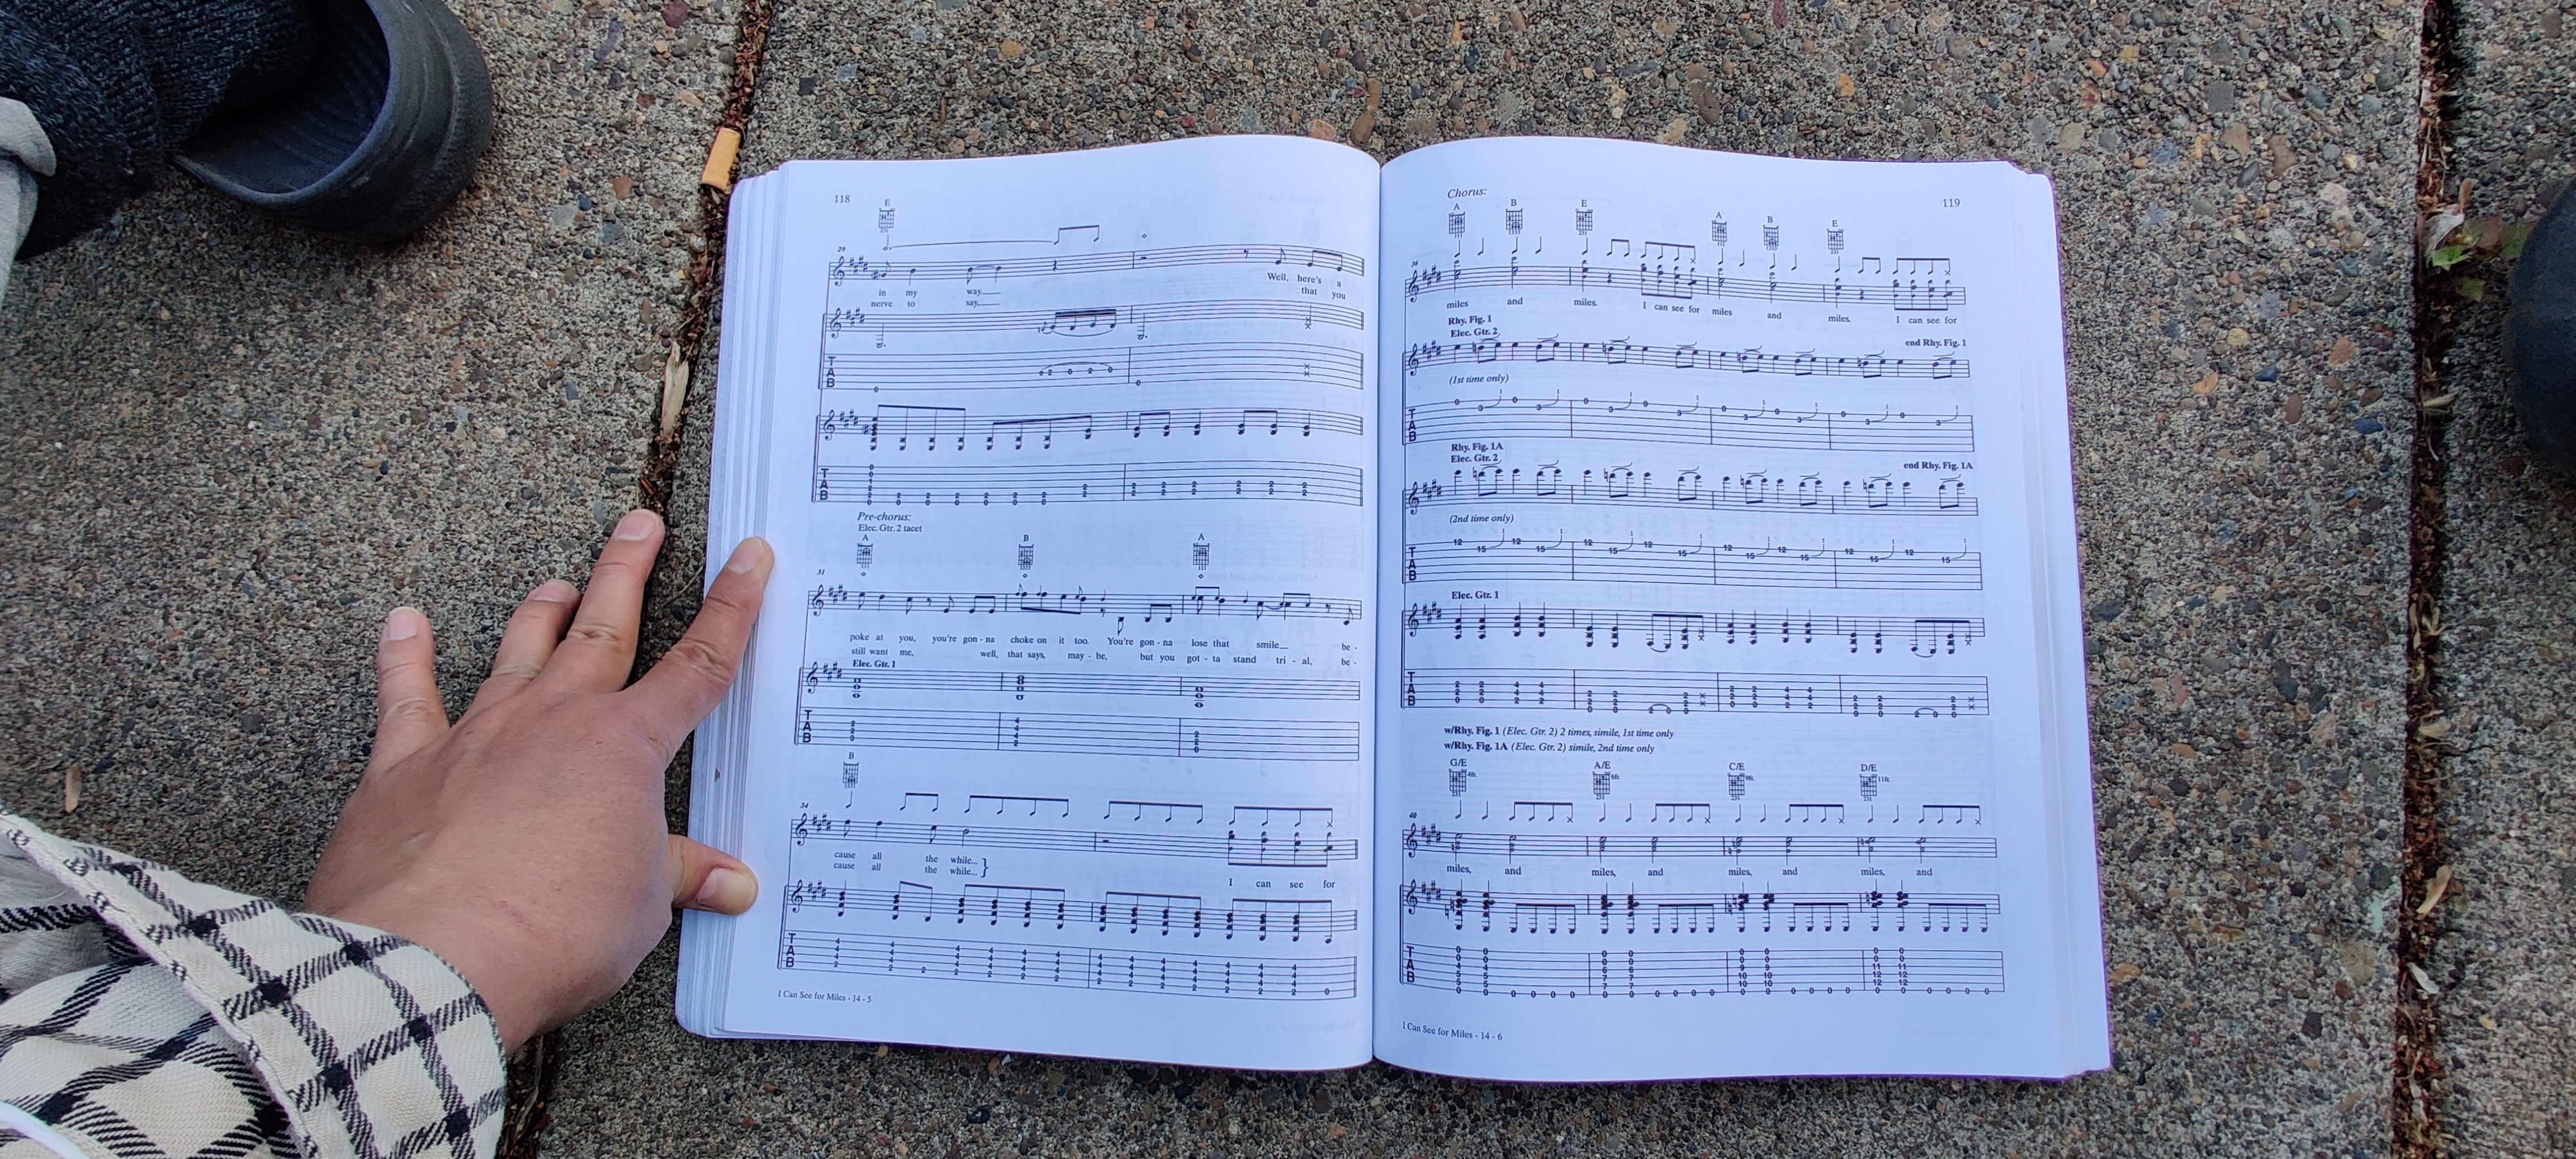 118
E
29
Well, here's a
in my way
that you
nerve to say
Pre-chorus:
Elec. Gtr. 2 tacet
A B A
31
poke at you, you're gon - na choke on it too. You're gon - na lose that smile be -
still want me, well, that says, may - be, but you got - ta stand tri - al, be -
Elec. Gtr. 1
B
34
cause all the while...
cause all the while...
I can see for
I Can See for Miles - 14 - 5
119
Chorus:
A B E A B E
36
miles and miles. I can see for miles and miles. I can see for
Rhy. Fig. 1
Elec. Gtr. 2
end Rhy. Fig. 1
(1st time only)
Rhy. Fig. 1A
Elec. Gtr. 2
end Rhy. Fig. 1A
(2nd time only)
Elec. Gtr. 1
w/Rhy. Fig. 1 (Elec. Gtr. 2) 2 times, simile, 1st time only
w/Rhy. Fig. 1A (Elec. Gtr. 2) simile, 2nd time only
G/E A/E C/E D/E
40
miles, and miles, and miles, and miles, and
I Can See for Miles - 14 - 6